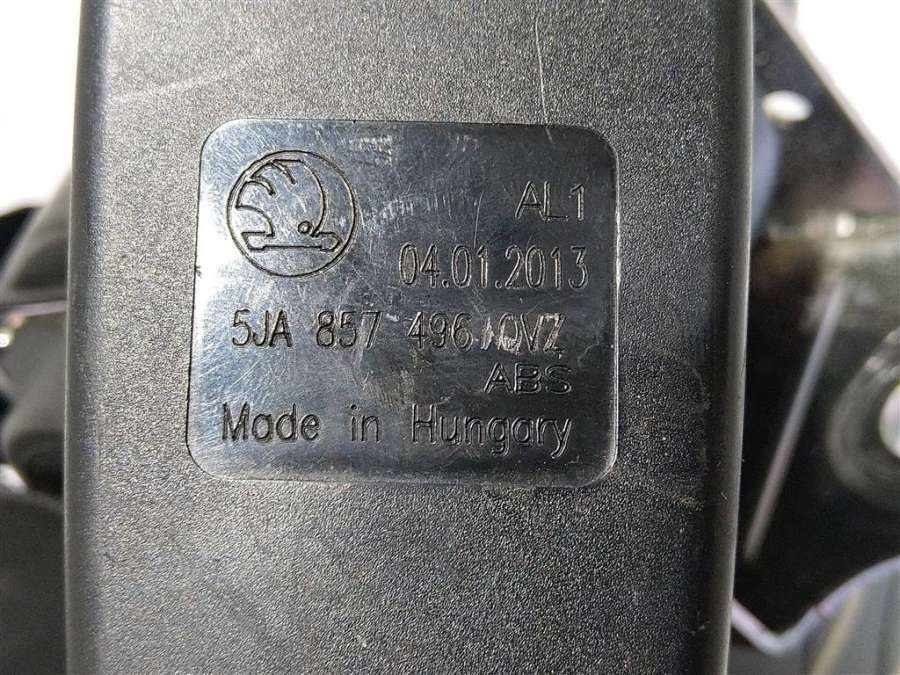 AL1
04.01.2013
5JA 857 496 QVZ
ABS
Made in Hungary